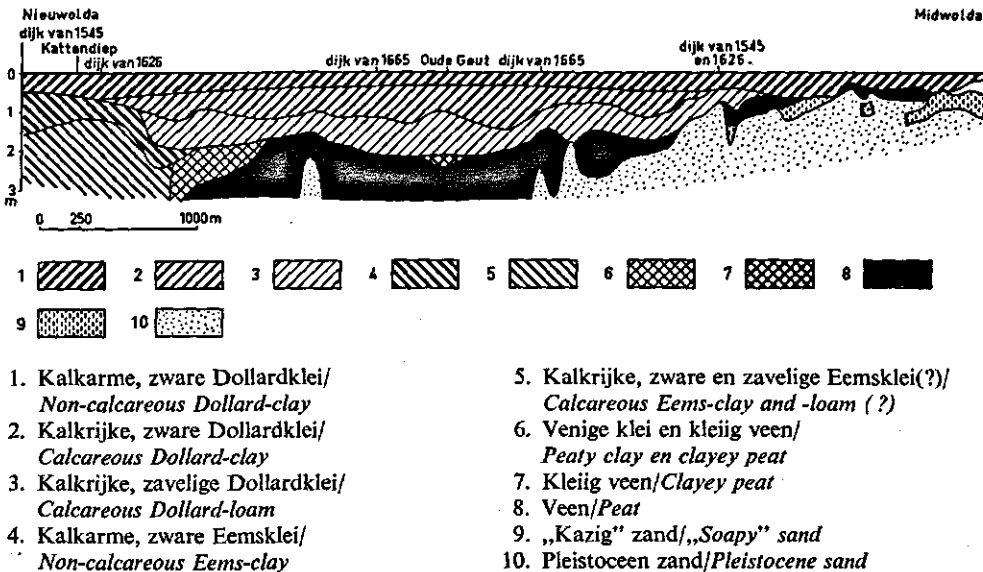 Nieuwolda
Midwolda
dijk van 1545
Kattendiep
dijk van 1626
dijk van 1665
Oude Geut
dijk van 1665
dijk van 1545
en 1626.
0
1
2
3
m
0 250 1000m
1 2 3 4 5 6 7 8
9 10
1. Kalkarme, zware Dollardklei/
Non-calcareous Dollard-clay
2. Kalkrijke, zware Dollardklei/
Calcareous Dollard-clay
3. Kalkrijke, zavelige Dollardklei/
Calcareous Dollard-loam
4. Kalkarme, zware Eemsklei/
Non-calcareous Eems-clay
5. Kalkrijke, zware en zavelige Eemsklei(?)/
Calcareous Eems-clay and -loam (?)
6. Venige klei en kleiig veen/
Peaty clay en clayey peat
7. Kleiig veen/Clayey peat
8. Veen/Peat
9. „Kazig" zand/„Soapy" sand
10. Pleistoceen zand/Pleistocene sand